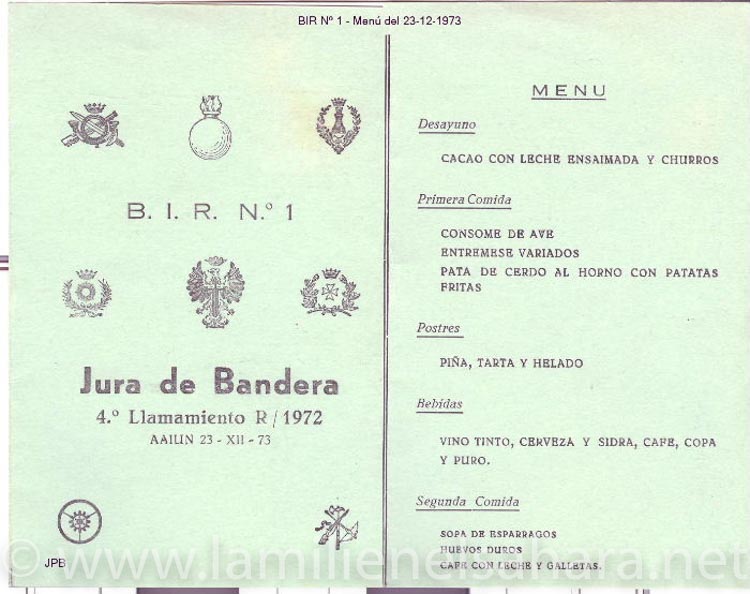 BIR Nº 1 - Menú del 23-12-1973
B. I. R. N.º 1
Jura de Bandera
4.º Llamamiento R/1972
AAIUN 23 - XII - 73
JPB
MENU
Desayuno
CACAO CON LECHE ENSAIMADA Y CHURROS
Primera Comida
CONSOME DE AVE
ENTREMESE VARIADOS
PATA DE CERDO AL HORNO CON PATATAS
FRITAS
Postres
PIÑA, TARTA Y HELADO
Bebidas
VINO TINTO, CERVEZA Y SIDRA, CAFE, COPA
Y PURO.
Segunda Comida
SOPA DE ESPARRAGOS
HUEVOS DUROS
CAFE CON LECHE Y GALLETAS.
© www.lamilienelsahara.net